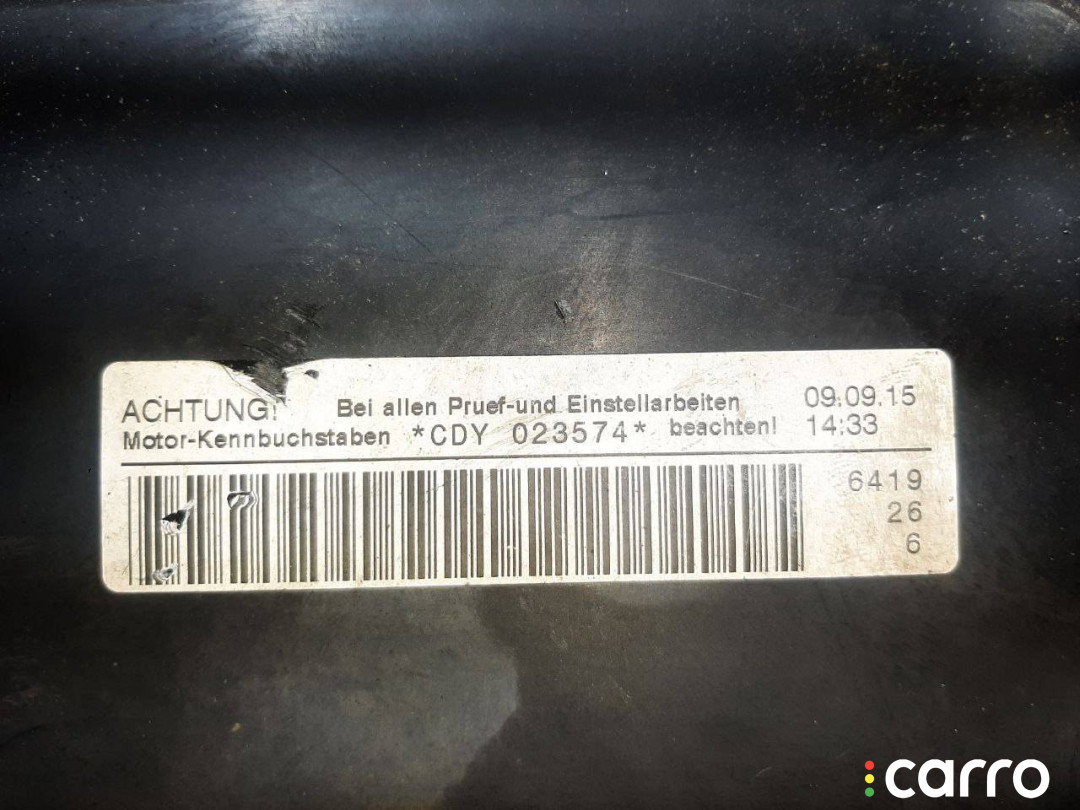 ACHTUNG! Bei allen Pruef-und Einstellarbeiten 09.09.15
Motor-Kennbuchstaben *CDY 023574* beachten! 14:33
6419
26
6
carro